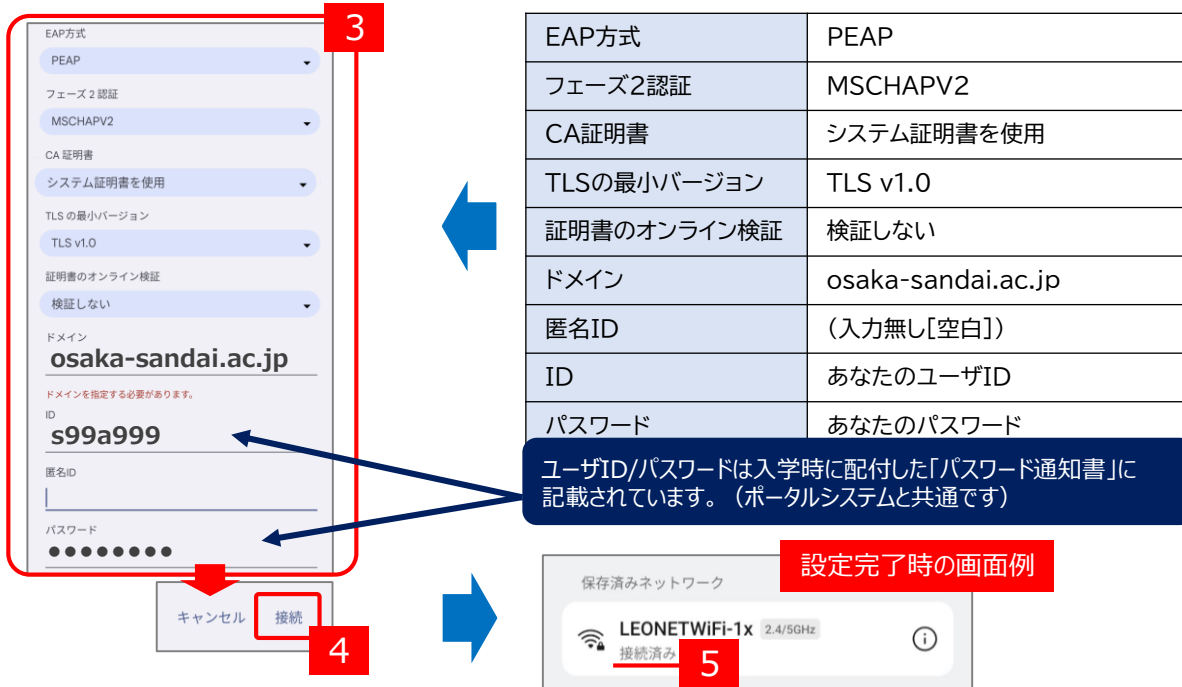 3
EAP方式
PEAP
フェーズ 2 認証
MSCHAPV2
CA 証明書
システム証明書を使用
TLS の最小バージョン
TLS v1.0
証明書のオンライン検証
検証しない
ドメイン
osaka-sandai.ac.jp
ドメインを指定する必要があります。
ID
s99a999
匿名ID
パスワード
●●●●●●●●
キャンセル 接続
4
EAP方式 PEAP
フェーズ2認証 MSCHAPV2
CA証明書 システム証明書を使用
TLSの最小バージョン TLS v1.0
証明書のオンライン検証 検証しない
ドメイン osaka-sandai.ac.jp
匿名ID (入力無し[空白])
ID あなたのユーザID
パスワード あなたのパスワード
ユーザID/パスワードは入学時に配付した「パスワード通知書」に
記載されています。（ポータルシステムと共通です）
設定完了時の画面例
保存済みネットワーク
LEONETWiFi-1x 2.4/5GHz
接続済み
5